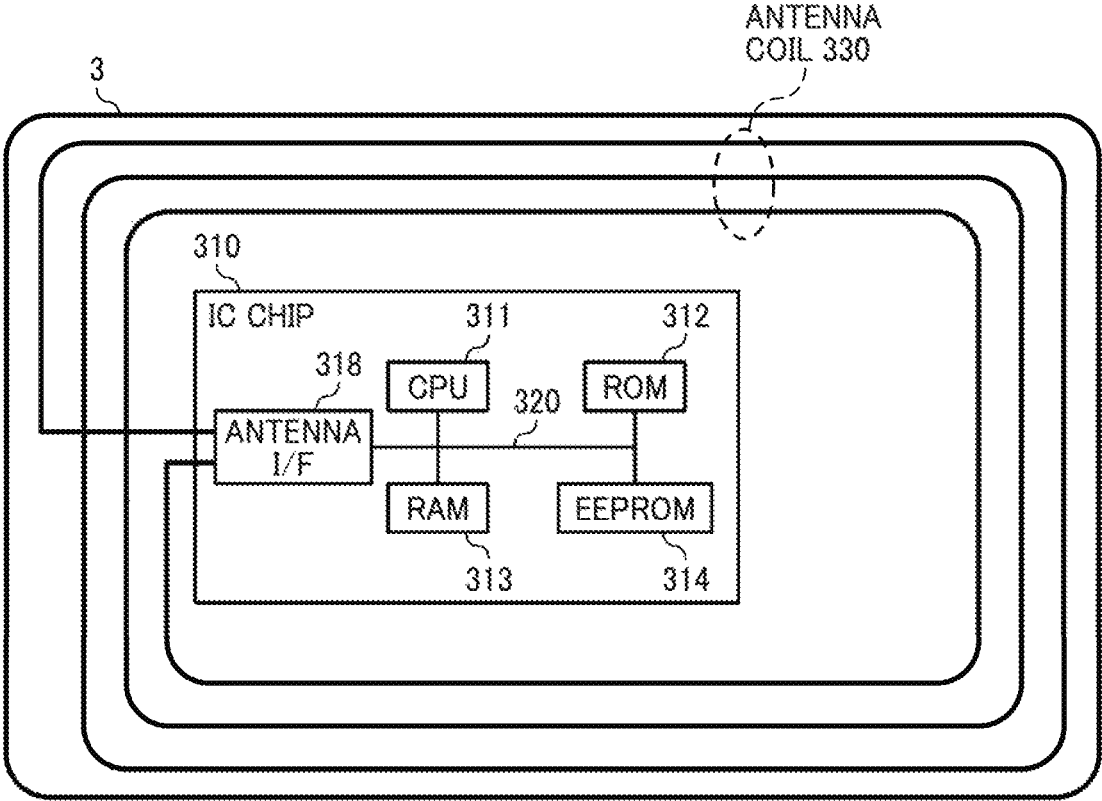 ANTENNA
COIL 330
3
310
IC CHIP
311
312
318
CPU
320
ROM
ANTENNA
I/F
RAM
EEPROM
313
314